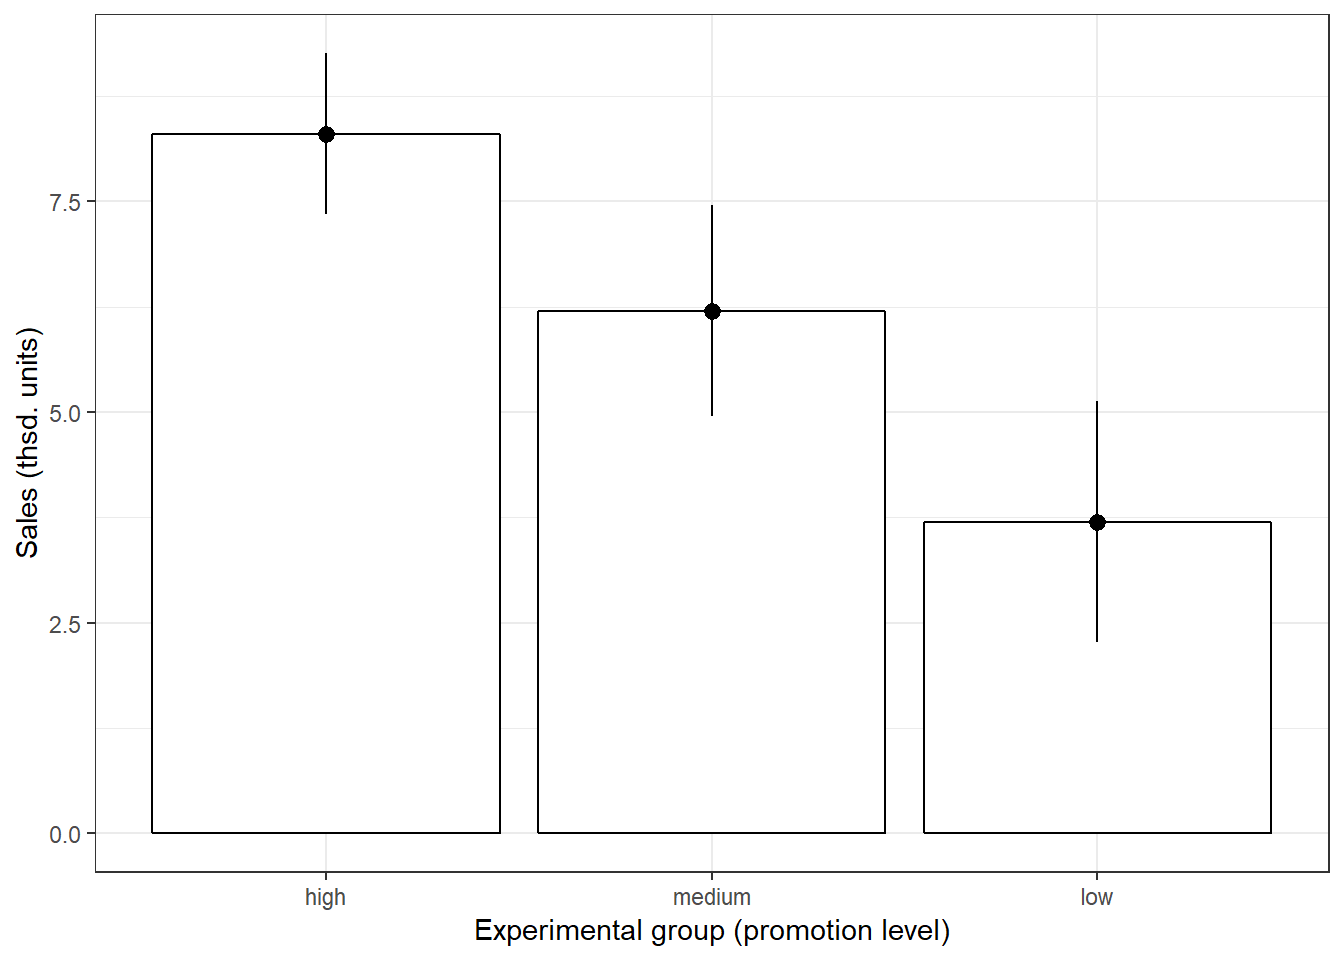 Sales (thsd. units)
7.5
5.0
2.5
0.0
high medium low
Experimental group (promotion level)